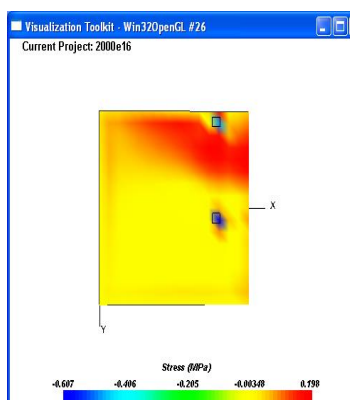 Visualization Toolkit - Win32OpenGL #26
Current Project: 2000e16
X
Y
Stress (MPa)
-0.607 -0.406 -0.205 -0.00348 0.198